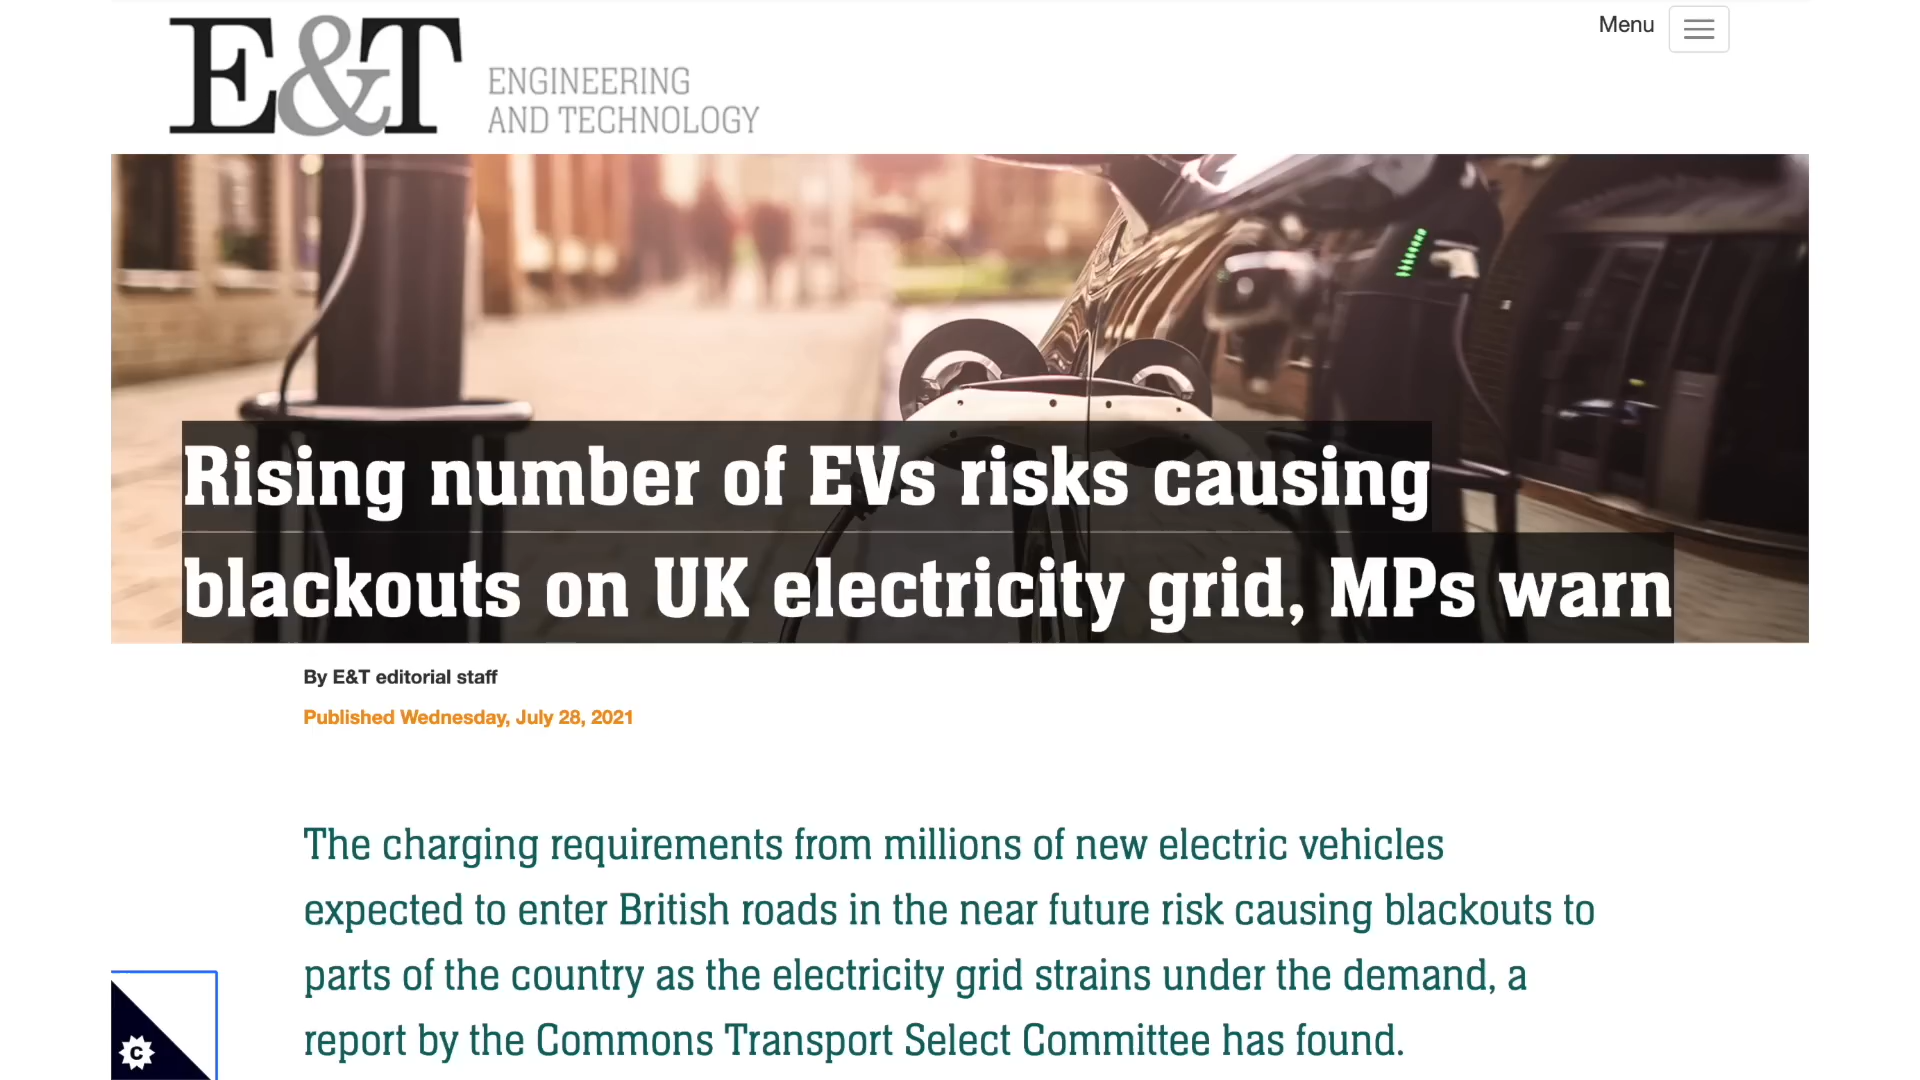 E&T ENGINEERING
AND TECHNOLOGY
Menu
Rising number of EVs risks causing
blackouts on UK electricity grid, MPs warn
By E&T editorial staff
Published Wednesday, July 28, 2021
The charging requirements from millions of new electric vehicles
expected to enter British roads in the near future risk causing blackouts to
parts of the country as the electricity grid strains under the demand, a
report by the Commons Transport Select Committee has found.
C